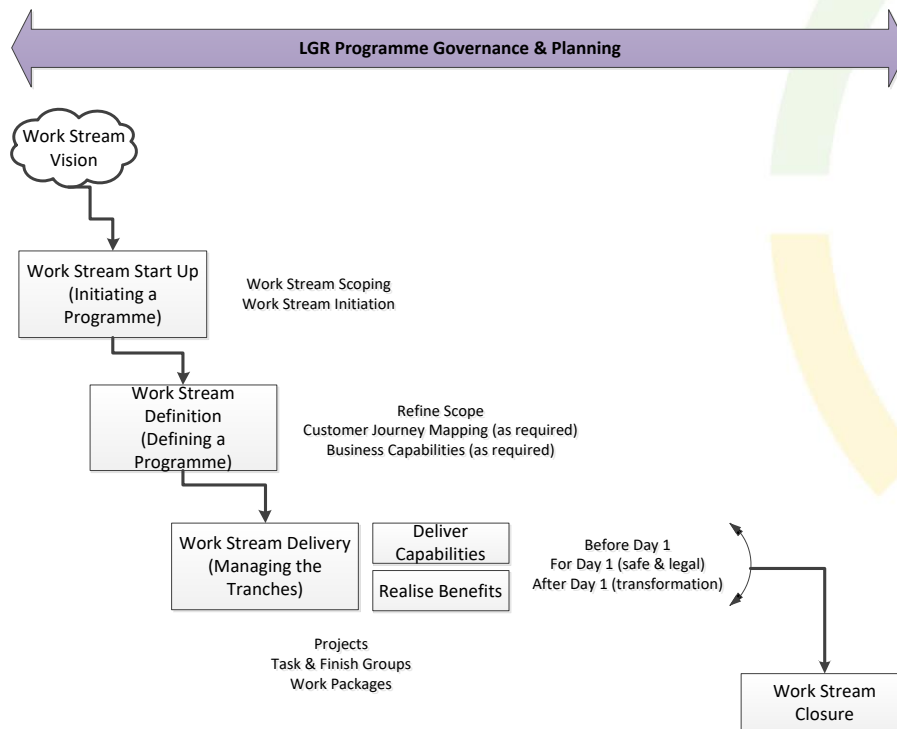 LGR Programme Governance & Planning
Work Stream
Vision
Work Stream Start Up
(Initiating a
Programme)
Work Stream Scoping
Work Stream Initiation
Work Stream
Definition
(Defining a
Programme)
Refine Scope
Customer Journey Mapping (as required)
Business Capabilities (as required)
Work Stream Delivery
(Managing the
Tranches)
Deliver
Capabilities
Realise Benefits
Before Day 1
For Day 1 (safe & legal)
After Day 1 (transformation)
Projects
Task & Finish Groups
Work Packages
Work Stream
Closure